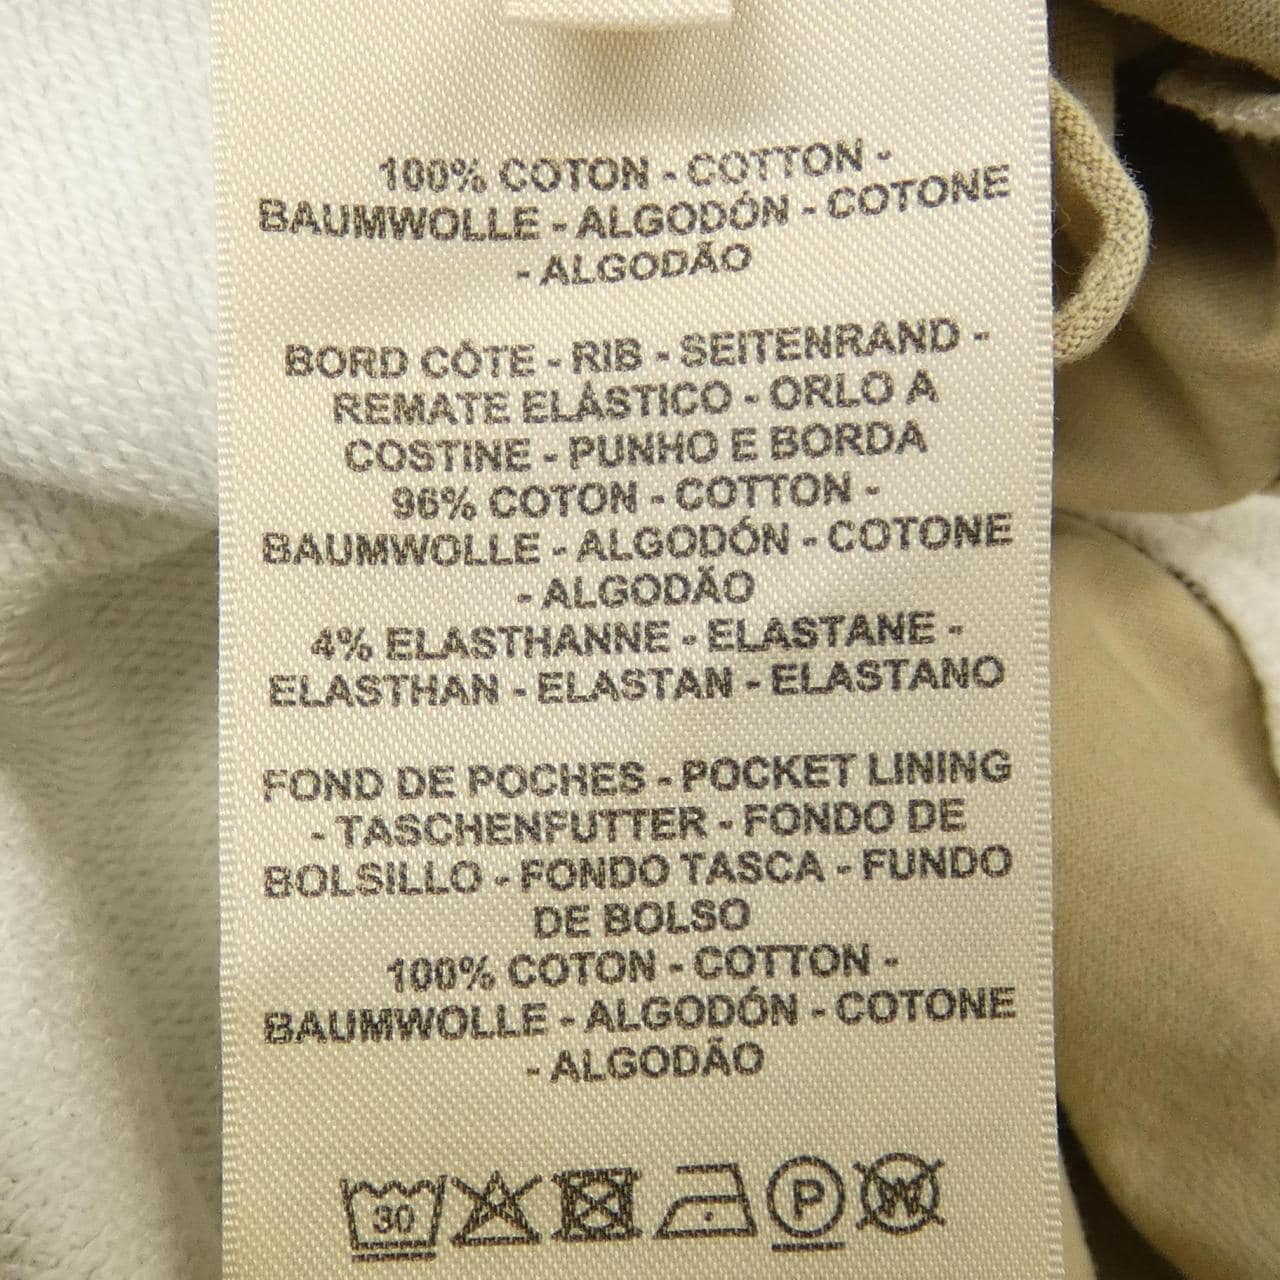 100% COTON - COTTON -
BAUMWOLLE - ALGODÓN - COTONE
- ALGODÃO
BORD CÔTE - RIB - SEITENRAND -
REMATE ELÁSTICO - ORLO A
COSTINE - PUNHO E BORDA
96% COTON - COTTON -
BAUMWOLLE - ALGODÓN - COTONE
- ALGODÃO
4% ELASTHANNE - ELASTANE -
ELASTHAN - ELASTAN - ELASTANO
FOND DE POCHES - POCKET LINING
- TASCHENFUTTER - FONDO DE
BOLSILLO - FONDO TASCA - FUNDO
DE BOLSO
100% COTON - COTTON -
BAUMWOLLE - ALGODÓN - COTONE
- ALGODÃO
30 P W